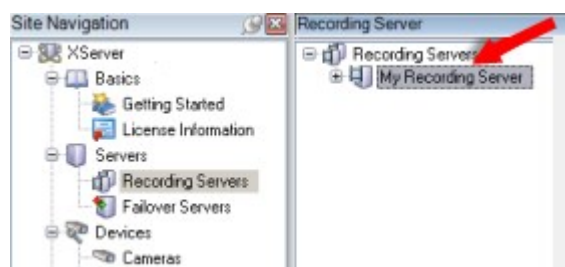 Site Navigation
XServer
Basics
Getting Started
License Information
Servers
Recording Servers
Failover Servers
Devices
Cameras
Recording Server
Recording Servers
My Recording Server